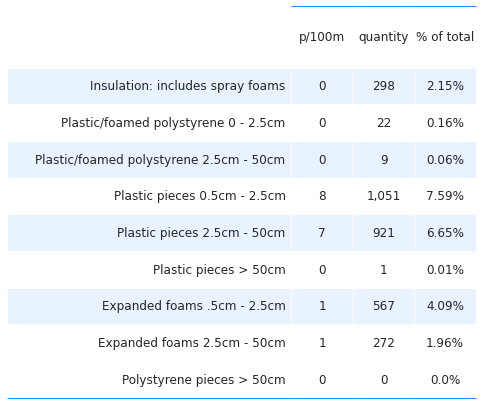 p/100m quantity % of total
Insulation: includes spray foams 0 298 2.15%
Plastic/foamed polystyrene 0 - 2.5cm 0 22 0.16%
Plastic/foamed polystyrene 2.5cm - 50cm 0 9 0.06%
Plastic pieces 0.5cm - 2.5cm 8 1,051 7.59%
Plastic pieces 2.5cm - 50cm 7 921 6.65%
Plastic pieces > 50cm 0 1 0.01%
Expanded foams .5cm - 2.5cm 1 567 4.09%
Expanded foams 2.5cm - 50cm 1 272 1.96%
Polystyrene pieces > 50cm 0 0 0.0%